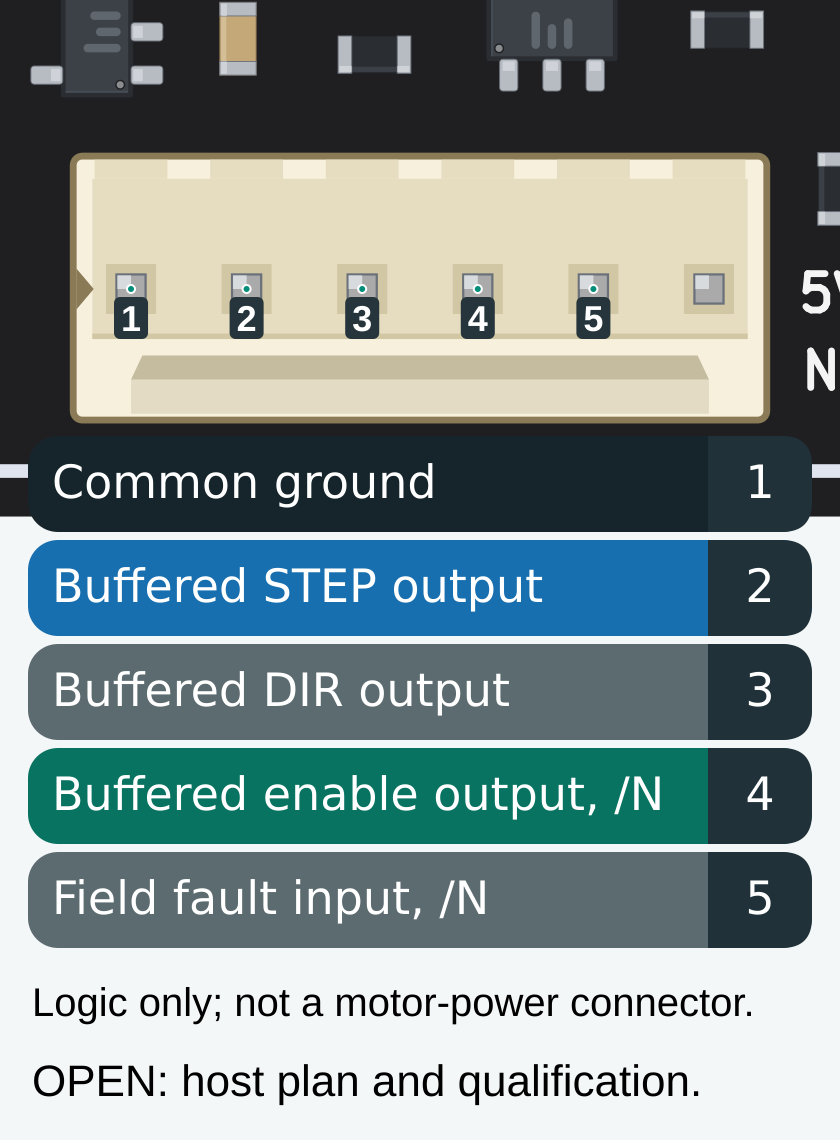 5
N
1 2 3 4 5
Common ground 1
Buffered STEP output 2
Buffered DIR output 3
Buffered enable output, /N 4
Field fault input, /N 5
Logic only; not a motor-power connector.
OPEN: host plan and qualification.